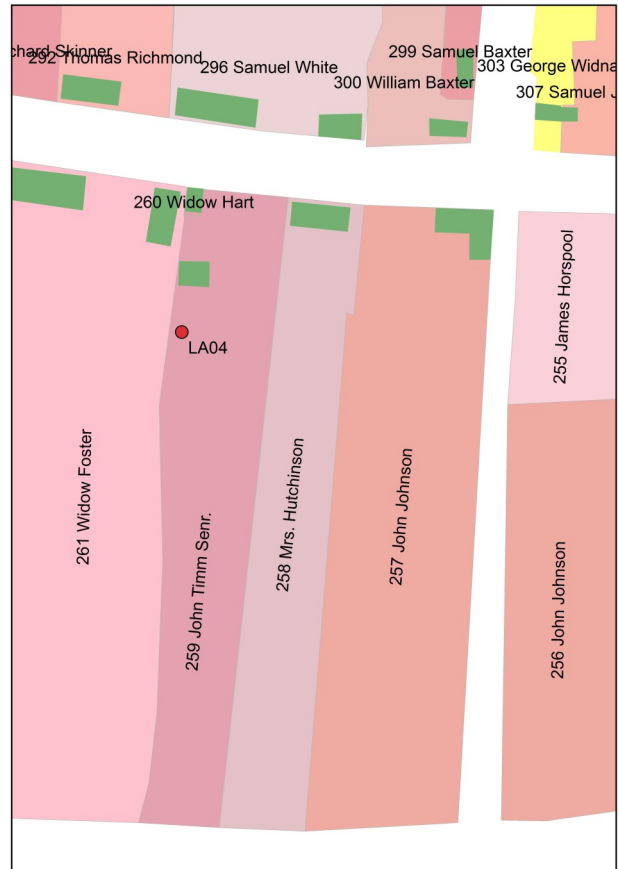 chard Skinner
292 Thomas Richmond
296 Samuel White
299 Samuel Baxter
300 William Baxter
303 George Widna
307 Samuel J
260 Widow Hart
LA04
255 James Horspool
261 Widow Foster
259 John Timm Senr.
258 Mrs. Hutchinson
257 John Johnson
256 John Johnson